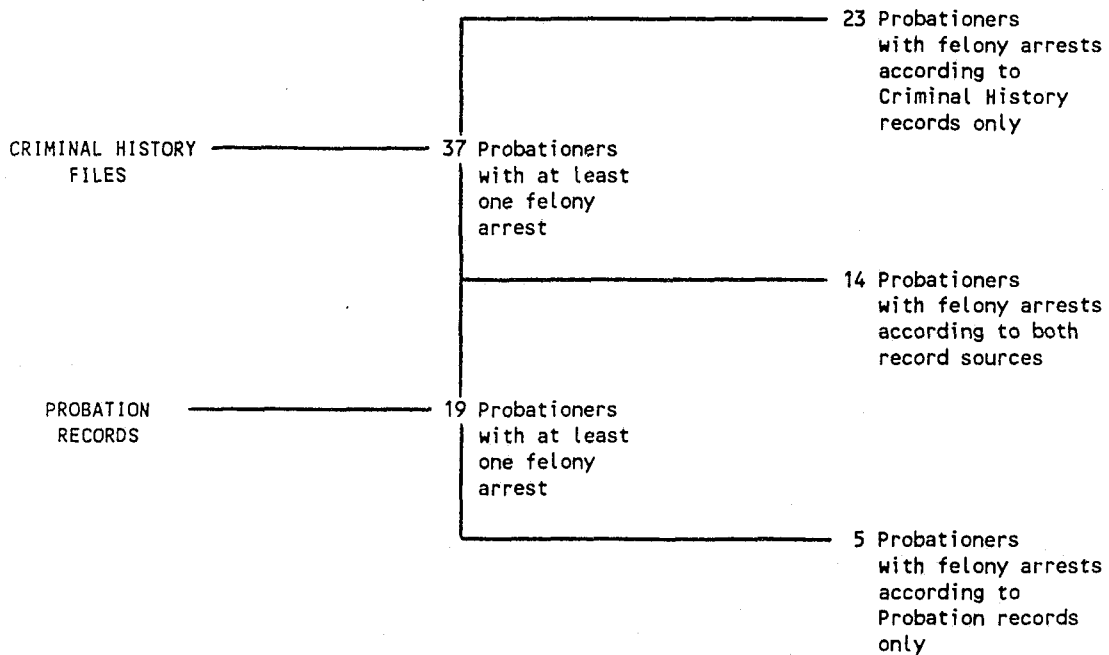 23 Probationers
with felony arrests
according to
Criminal History
records only
CRIMINAL HISTORY
FILES
37 Probationers
with at least
one felony
arrest
14 Probationers
with felony arrests
according to both
record sources
PROBATION
RECORDS
19 Probationers
with at least
one felony
arrest
5 Probationers
with felony arrests
according to
Probation records
only